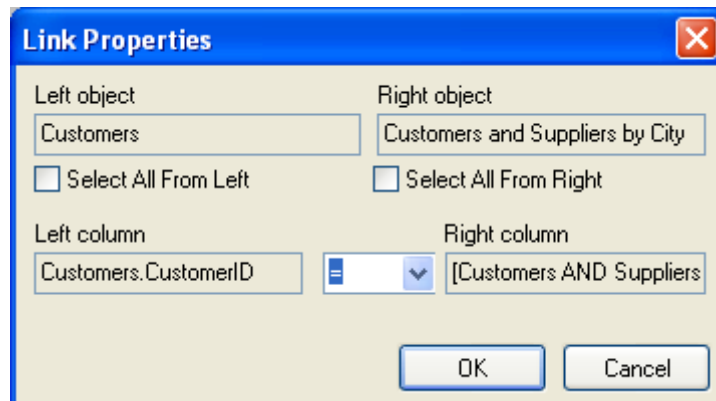 Link Properties
Left object Right object
Customers Customers and Suppliers by City
Select All From Left Select All From Right
Left column Right column
Customers.CustomerID = [Customers AND Suppliers
OK Cancel